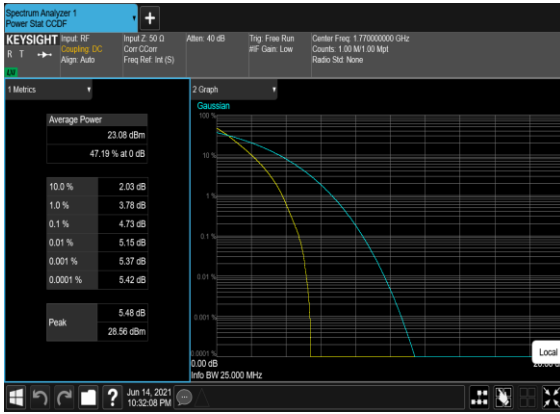 Spectrum Analyzer 1
Power Stat CCDF
KEYSIGHT
R T
LV
Input: RF
Coupling: DC
Align: Auto
Input Z: 50 Ω
Corr CCorr
Freq Ref: Int (S)
Atten: 40 dB
Trig: Free Run
#IF Gain: Low
Center Freq: 1.770000000 GHz
Counts: 1.00 M/1.00 Mpt
Radio Std: None
1 Metrics
Average Power
23.08 dBm
47.19 % at 0 dB
10.0 % 2.03 dB
1.0 % 3.78 dB
0.1 % 4.73 dB
0.01 % 5.15 dB
0.001 % 5.37 dB
0.0001 % 5.42 dB
Peak
5.48 dB
28.56 dBm
2 Graph
Gaussian
100 %
10 %
1 %
0.1 %
0.01 %
0.001 %
0.0001 %
0.00 dB
Info BW 25.000 MHz
Local
Jun 14, 2021
10:32:08 PM